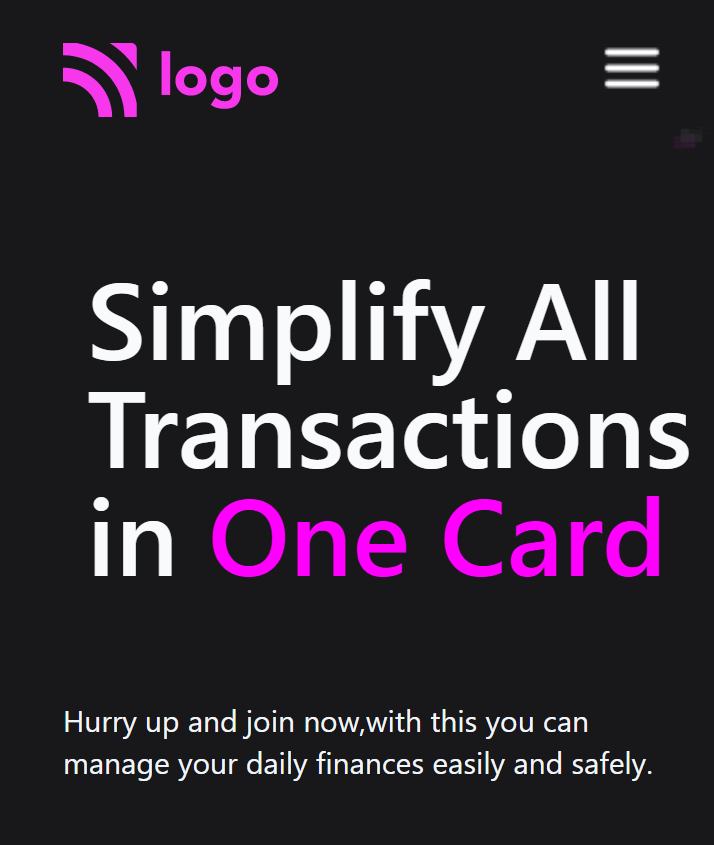 logo
Simplify All
Transactions
in One Card
Hurry up and join now,with this you can
manage your daily finances easily and safely.